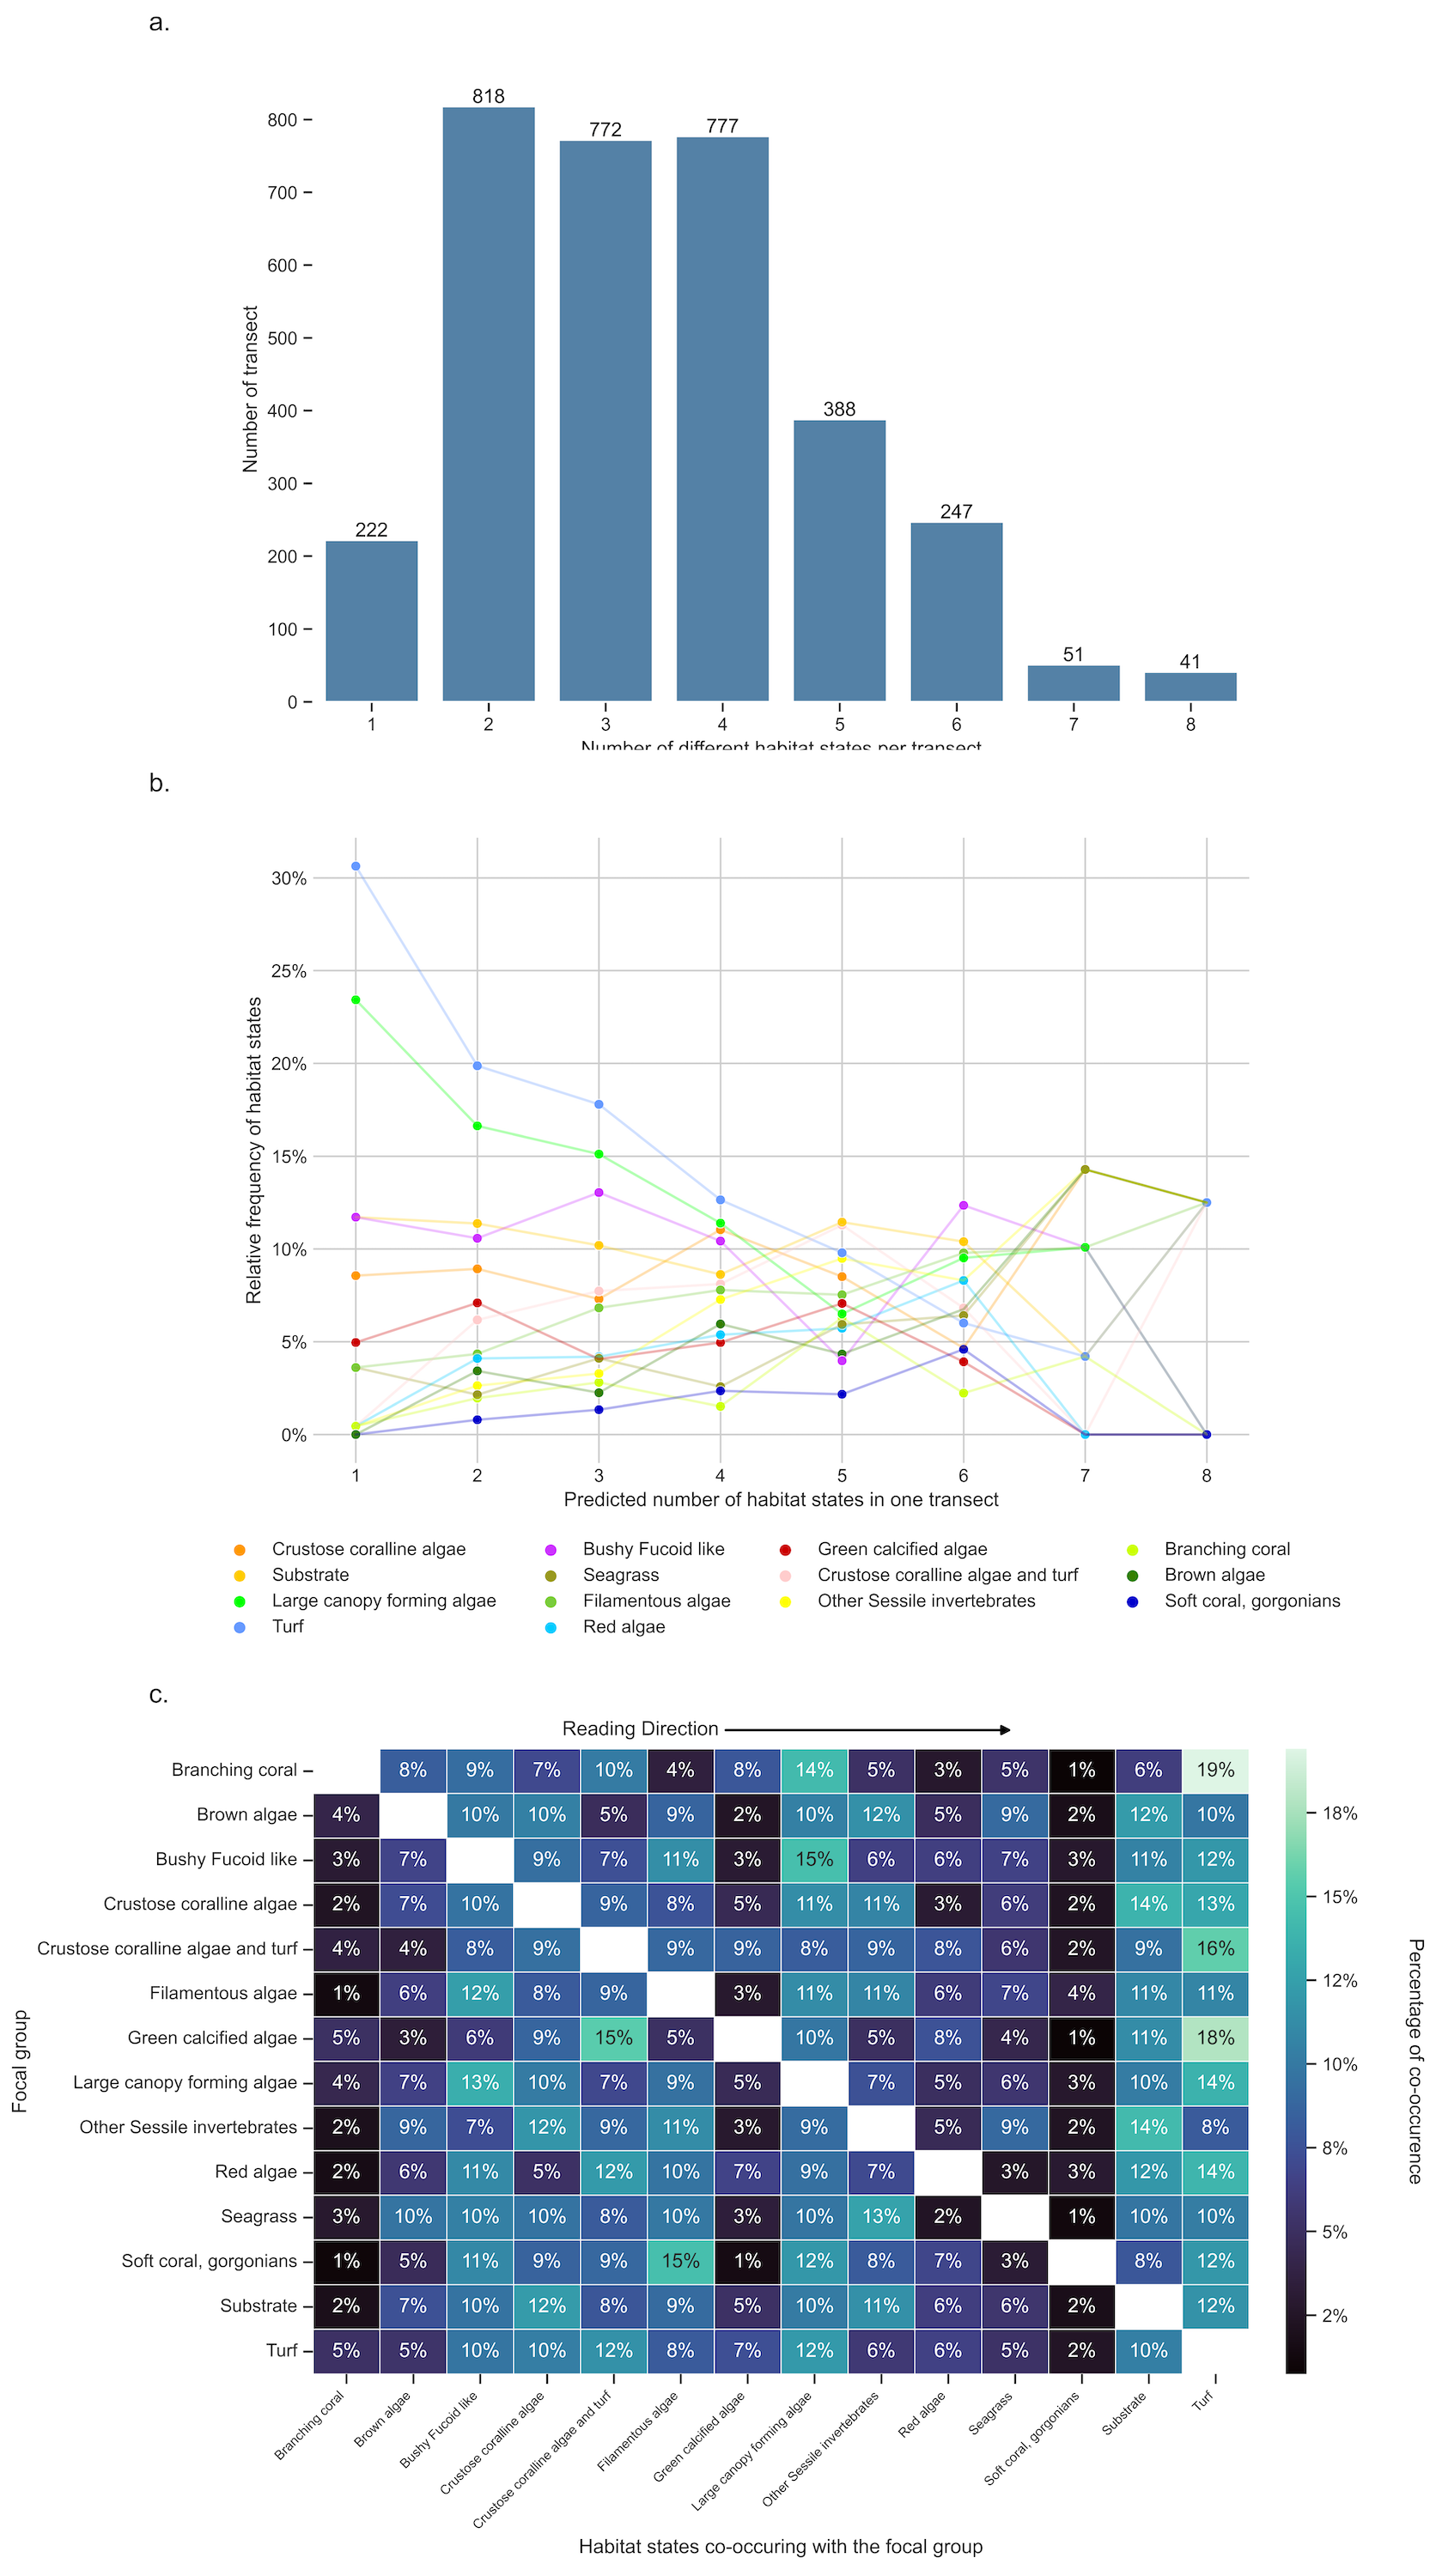 a.
818
777
772
388
247
222
51
41
800
700
600
500
400
300
200
100
0
Number of transect
1 2 3 4 5 6 7 8
Number of different habitat states per transect
b.
30%
25%
20%
15%
10%
5%
0%
Relative frequency of habitat states
1 2 3 4 5 6 7 8
Predicted number of habitat states in one transect
Crustose coralline algae Bushy Fucoid like Green calcified algae Branching coral
Substrate Seagrass Crustose coralline algae and turf Brown algae
Large canopy forming algae Filamentous algae Other Sessile invertebrates Soft coral, gorgonians
Turf Red algae
c.
Reading Direction
Branching coral 8% 9% 7% 10% 4% 8% 14% 5% 3% 5% 1% 6% 19%
Brown algae 4% 10% 10% 5% 9% 2% 10% 12% 5% 9% 2% 12% 10%
Bushy Fucoid like 3% 7% 9% 7% 11% 3% 15% 6% 6% 7% 3% 11% 12%
Crustose coralline algae 2% 7% 10% 9% 8% 5% 11% 11% 3% 6% 2% 14% 13%
Crustose coralline algae and turf 4% 4% 8% 9% 9% 9% 8% 9% 8% 6% 2% 9% 16%
Filamentous algae 1% 6% 12% 8% 9% 3% 11% 11% 6% 7% 4% 11% 11%
Green calcified algae 5% 3% 6% 9% 15% 5% 10% 5% 8% 4% 1% 11% 18%
Large canopy forming algae 4% 7% 13% 10% 7% 9% 5% 7% 5% 6% 3% 10% 14%
Other Sessile invertebrates 2% 9% 7% 12% 9% 11% 3% 9% 5% 9% 2% 14% 8%
Red algae 2% 6% 11% 5% 12% 10% 7% 9% 7% 3% 3% 12% 14%
Seagrass 3% 10% 10% 10% 8% 10% 3% 10% 13% 2% 1% 10% 10%
Soft coral, gorgonians 1% 5% 11% 9% 9% 15% 1% 12% 8% 7% 3% 8% 12%
Substrate 2% 7% 10% 12% 8% 9% 5% 10% 11% 6% 6% 2% 12%
Turf 5% 5% 10% 10% 12% 8% 7% 12% 6% 6% 5% 2% 10%
Focal group
18%
15%
12%
10%
8%
5%
2%
Percentage of co-occurence
Branching coral
Brown algae
Bushy Fucoid like
Crustose coralline algae
Crustose coralline algae and turf
Filamentous algae
Green calcified algae
Large canopy forming algae
Other Sessile invertebrates
Red algae
Seagrass
Soft coral, gorgonians
Substrate
Turf
Habitat states co-occuring with the focal group